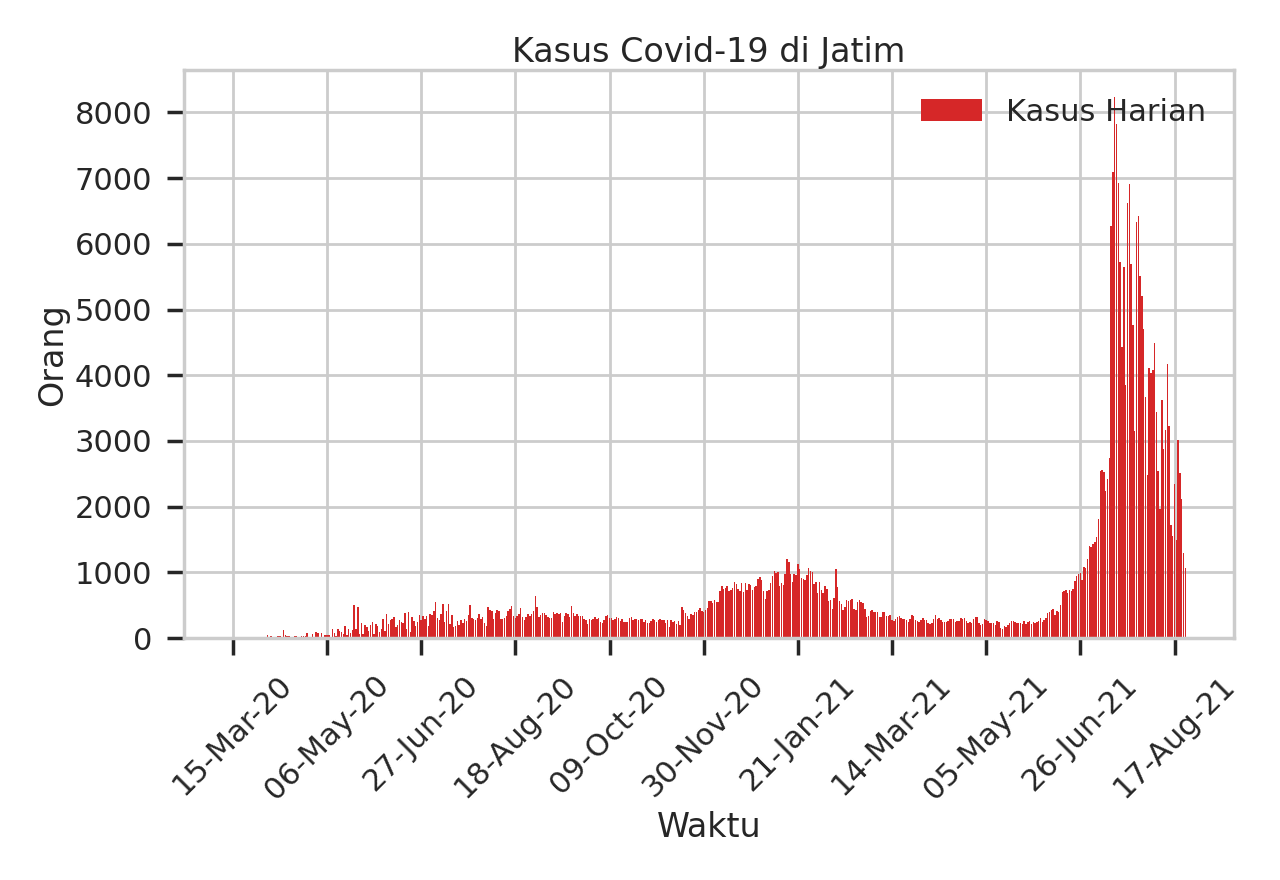 Kasus Covid-19 di Jatim
Kasus Harian
Orang
8000
7000
6000
5000
4000
3000
2000
1000
0
15-Mar-20
06-May-20
27-Jun-20
18-Aug-20
09-Oct-20
30-Nov-20
21-Jan-21
14-Mar-21
05-May-21
26-Jun-21
17-Aug-21
Waktu